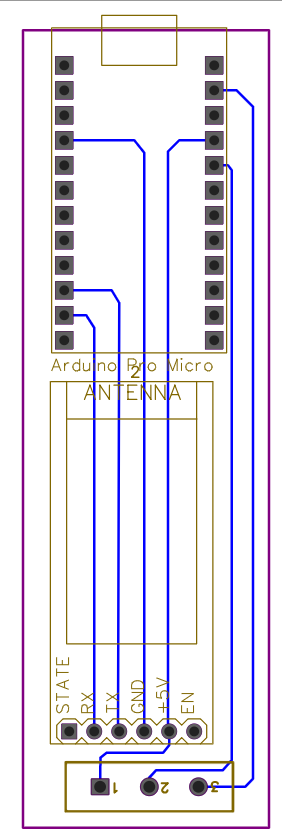 Arduino Pro Micro
2
ANTENNA
STATE
RX
TX
GND
+5V
EN
1
2
3